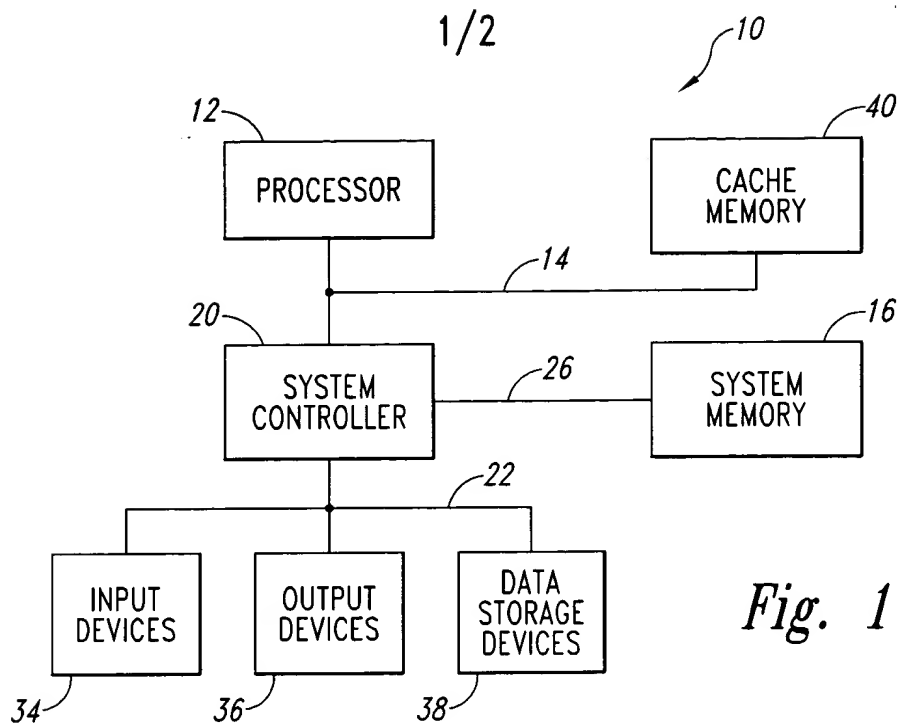 1/2
10
12
PROCESSOR
40
CACHE
MEMORY
14
20
SYSTEM
CONTROLLER
26
16
SYSTEM
MEMORY
22
INPUT
DEVICES
34
OUTPUT
DEVICES
36
DATA
STORAGE
DEVICES
38
Fig. 1